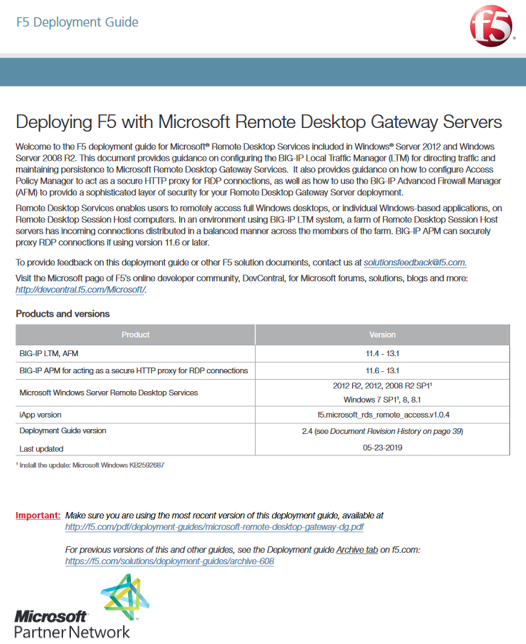 F5 Deployment Guide
f5
Deploying F5 with Microsoft Remote Desktop Gateway Servers
Welcome to the F5 deployment guide for Microsoft® Remote Desktop Services included in Windows® Server 2012 and Windows
Server 2008 R2. This document provides guidance on configuring the BIG-IP Local Traffic Manager (LTM) for directing traffic and
maintaining persistence to Microsoft Remote Desktop Gateway Services. It also provides guidance on how to configure Access
Policy Manager to act as a secure HTTP proxy for RDP connections, as well as how to use the BIG-IP Advanced Firewall Manager
(AFM) to provide a sophisticated layer of security for your Remote Desktop Gateway Server deployment.
Remote Desktop Services enables users to remotely access full Windows desktops, or individual Windows-based applications, on
Remote Desktop Session Host computers. In an environment using BIG-IP LTM system, a farm of Remote Desktop Session Host
servers has incoming connections distributed in a balanced manner across the members of the farm. BIG-IP APM can securely
proxy RDP connections if using version 11.6 or later.
To provide feedback on this deployment guide or other F5 solution documents, contact us at solutionsfeedback@f5.com.
Visit the Microsoft page of F5's online developer community, DevCentral, for Microsoft forums, solutions, blogs and more:
http://devcentral.f5.com/Microsoft/.
Products and versions
Product Version
BIG-IP LTM, AFM 11.4 - 13.1
BIG-IP APM for acting as a secure HTTP proxy for RDP connections 11.6 - 13.1
Microsoft Windows Server Remote Desktop Services 2012 R2, 2012, 2008 R2 SP1¹
Windows 7 SP1¹, 8, 8.1
iApp version f5.microsoft_rds_remote_access.v1.0.4
Deployment Guide version 2.4 (see Document Revision History on page 39)
Last updated 05-23-2019
¹ Install the update: Microsoft Windows KB2592687
Important: Make sure you are using the most recent version of this deployment guide, available at
http://f5.com/pdf/deployment-guides/microsoft-remote-desktop-gateway-dg.pdf
For previous versions of this and other guides, see the Deployment guide Archive tab on f5.com:
https://f5.com/solutions/deployment-guides/archive-608
Microsoft
Partner Network